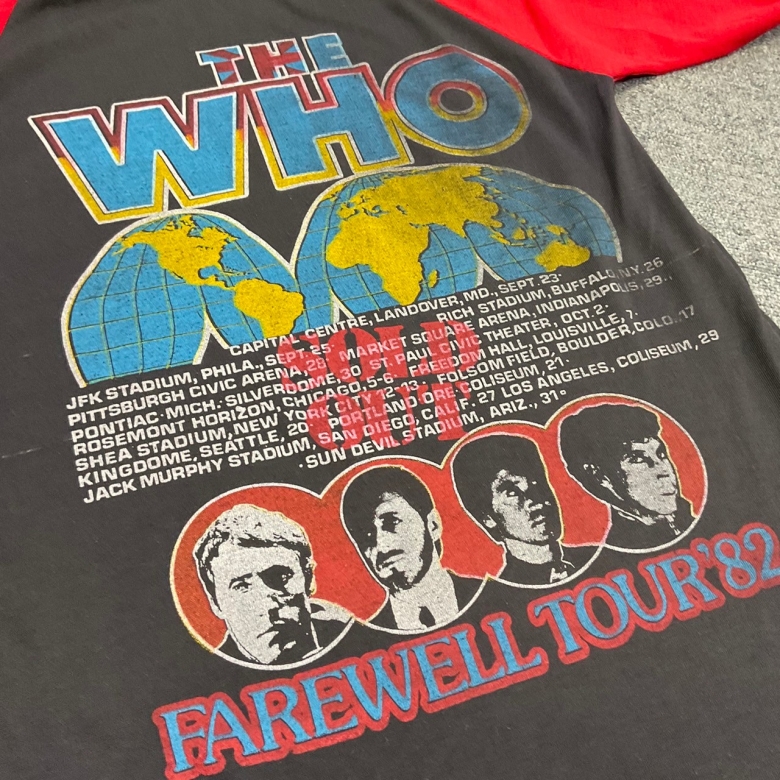 THE
WHO
CAPITAL CENTRE, LANDOVER, MD., SEPT. 23·
JFK STADIUM, PHILA., SEPT. 25· RICH STADIUM, BUFFALO, N.Y. 26
PITTSBURGH CIVIC ARENA, 28 MARKET SQUARE ARENA, INDIANAPOLIS, 29·
PONTIAC·MICH.·SILVERDOME, 30 ST. PAUL CIVIC THEATER, OCT. 2·
ROSEMONT HORIZON, CHICAGO, 5-6· FREEDOM HALL, LOUISVILLE, 7·
SHEA STADIUM, NEW YORK CITY 12·13· FOLSOM FIELD, BOULDER, COLO. 17
KINGDOME, SEATTLE, 20 PORTLAND ORE. COLISEUM, 21·
JACK MURPHY STADIUM, SAN DIEGO, CALIF. 27 LOS ANGELES, COLISEUM, 29
·SUN DEVIL STADIUM, ARIZ., 31·
SOLD
OUT
FAREWELL TOUR '82